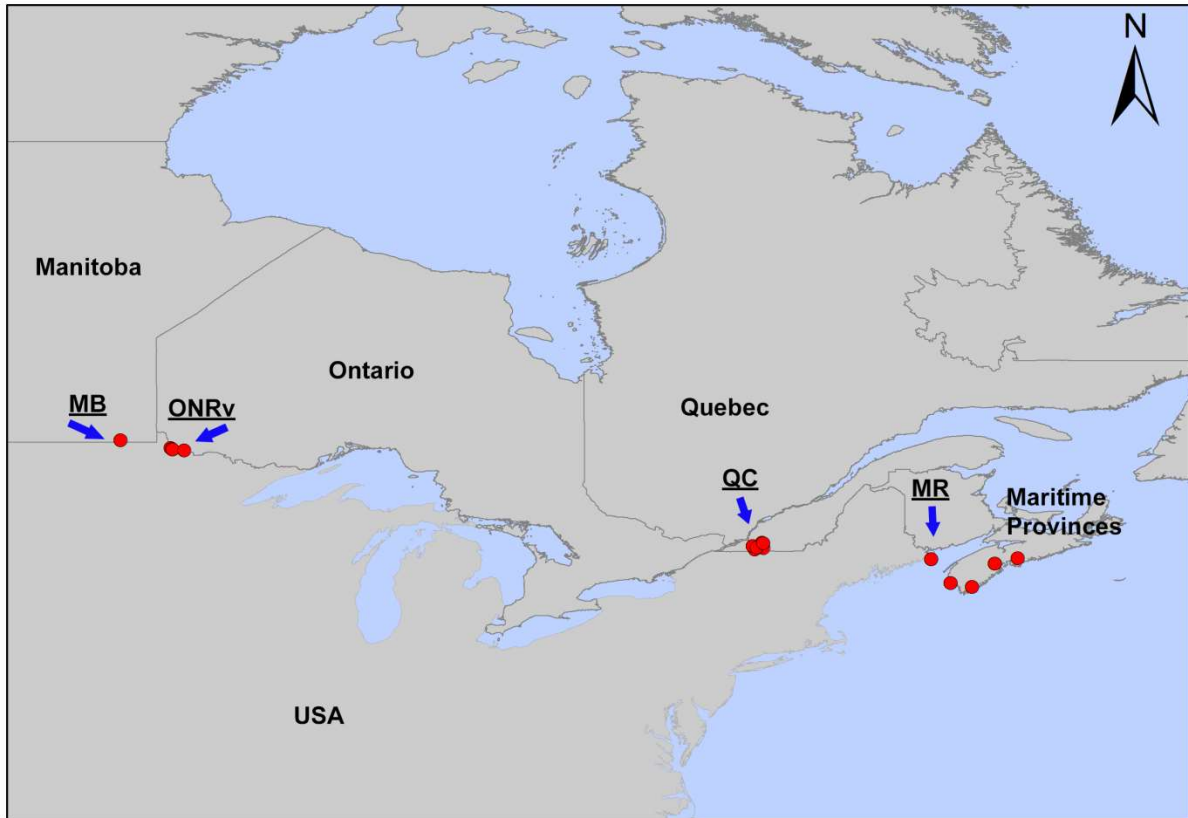 N
Manitoba
Ontario
MB
ONRv
Quebec
QC
MR
Maritime
Provinces
USA